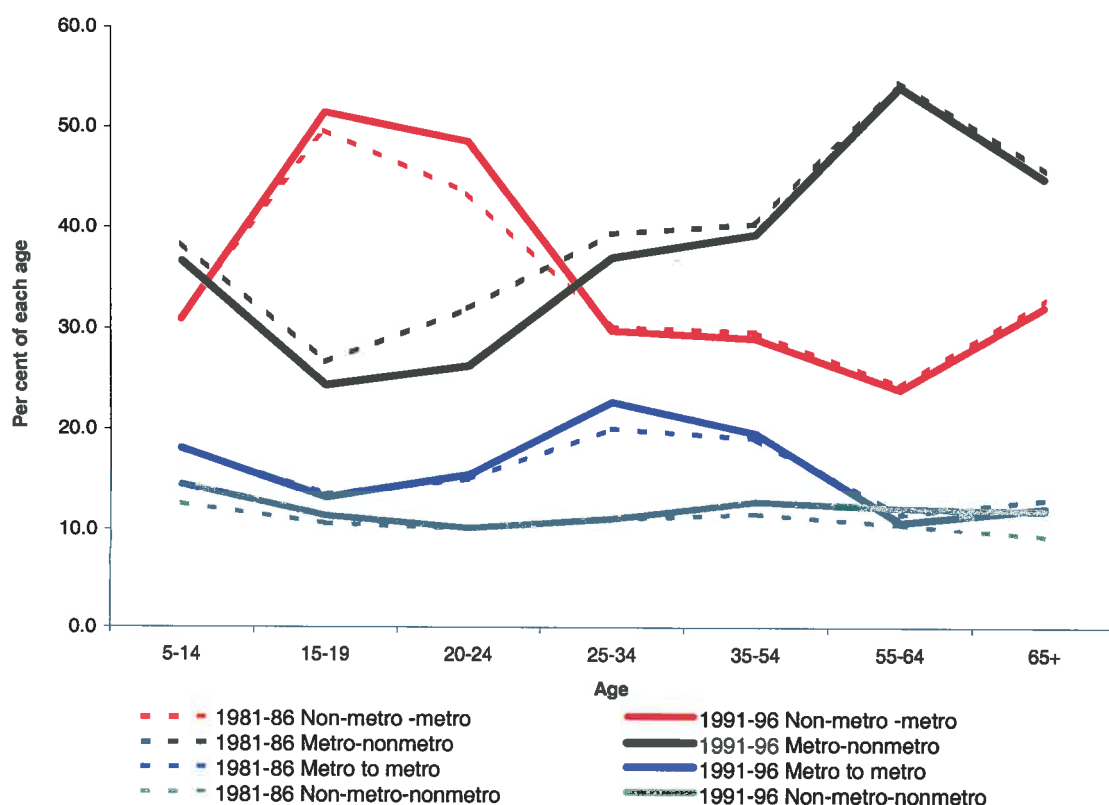 60.0
50.0
40.0
30.0
20.0
10.0
0.0
Per cent of each age
5-14 15-19 20-24 25-34 35-54 55-64 65+
Age
1981-86 Non-metro -metro
1981-86 Metro-nonmetro
1981-86 Metro to metro
1981-86 Non-metro-nonmetro
1991-96 Non-metro -metro
1991-96 Metro-nonmetro
1991-96 Metro to metro
1991-96 Non-metro-nonmetro